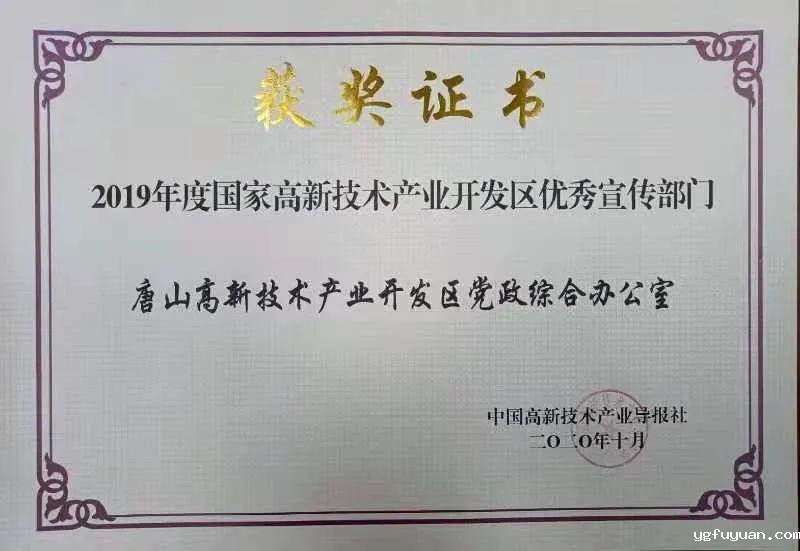 获奖证书
2019年度国家高新技术产业开发区优秀宣传部门
唐山高新技术产业开发区党政综合办公室
中国高新技术产业导报社
二〇二〇年十月
ygfuyuan.com